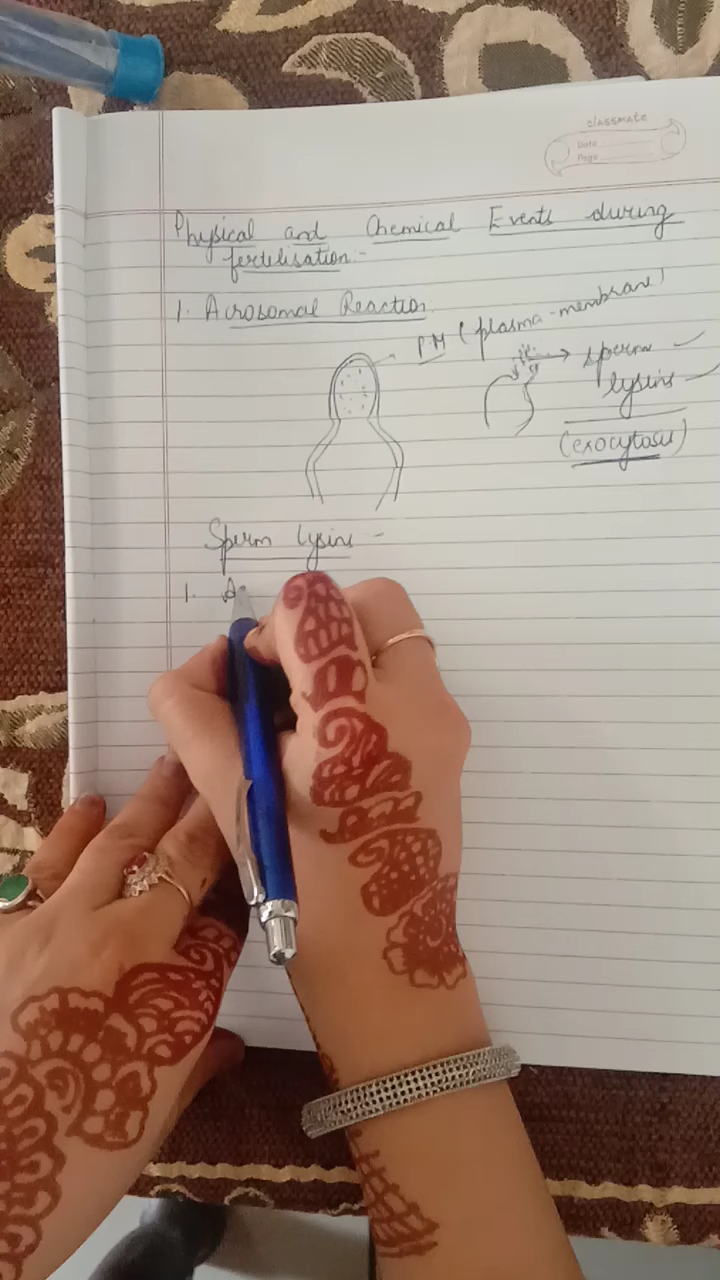 classmate
Date
Page
Physical and Chemical Events during
fertilisation:-
1. Acrosomal Reaction
P.M (plasma-membrane)
sperm
lysins
(exocytosis)
Sperm lysins -
1.